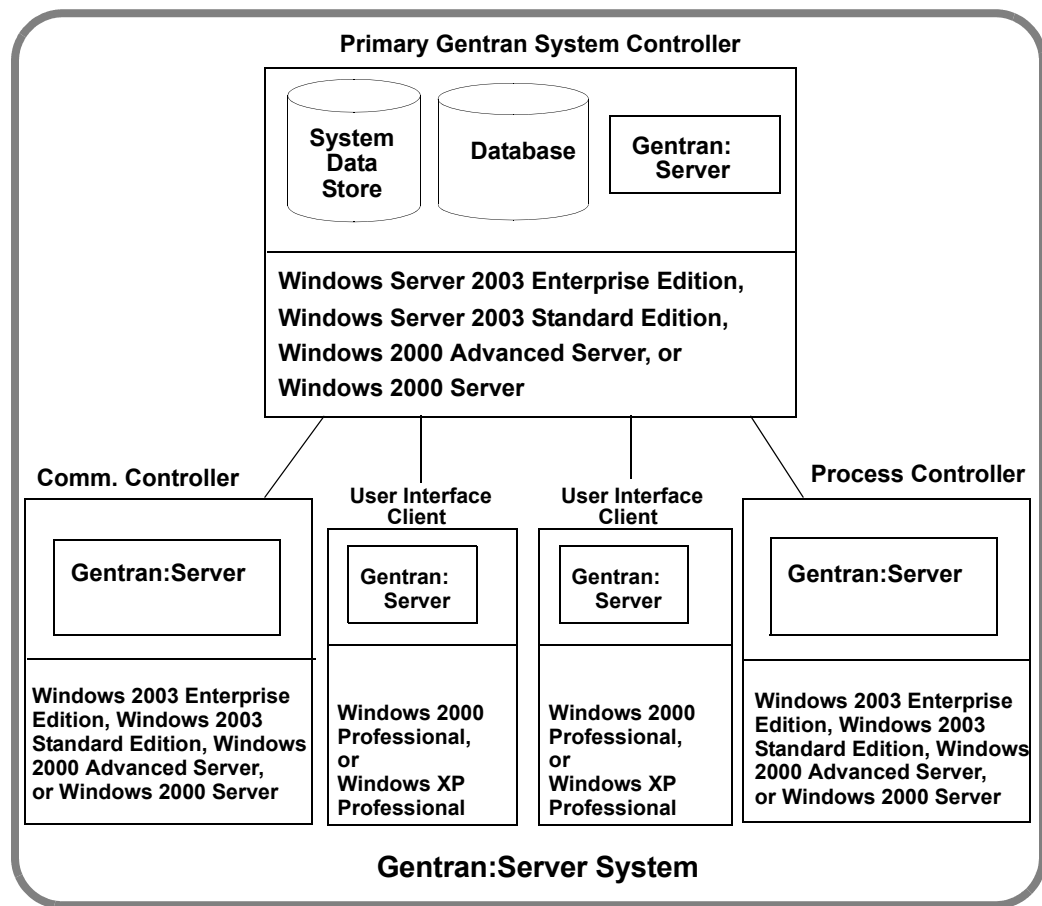 Primary Gentran System Controller
System
Data
Store
Database
Gentran:
Server
Windows Server 2003 Enterprise Edition,
Windows Server 2003 Standard Edition,
Windows 2000 Advanced Server, or
Windows 2000 Server
Comm. Controller
Gentran:Server
Windows 2003 Enterprise
Edition, Windows 2003
Standard Edition, Windows
2000 Advanced Server,
or Windows 2000 Server
User Interface
Client
Gentran:
Server
Windows 2000
Professional,
or
Windows XP
Professional
User Interface
Client
Gentran:
Server
Windows 2000
Professional,
or
Windows XP
Professional
Process Controller
Gentran:Server
Windows 2003 Enterprise
Edition, Windows 2003
Standard Edition, Windows
2000 Advanced Server,
or Windows 2000 Server
Gentran:Server System